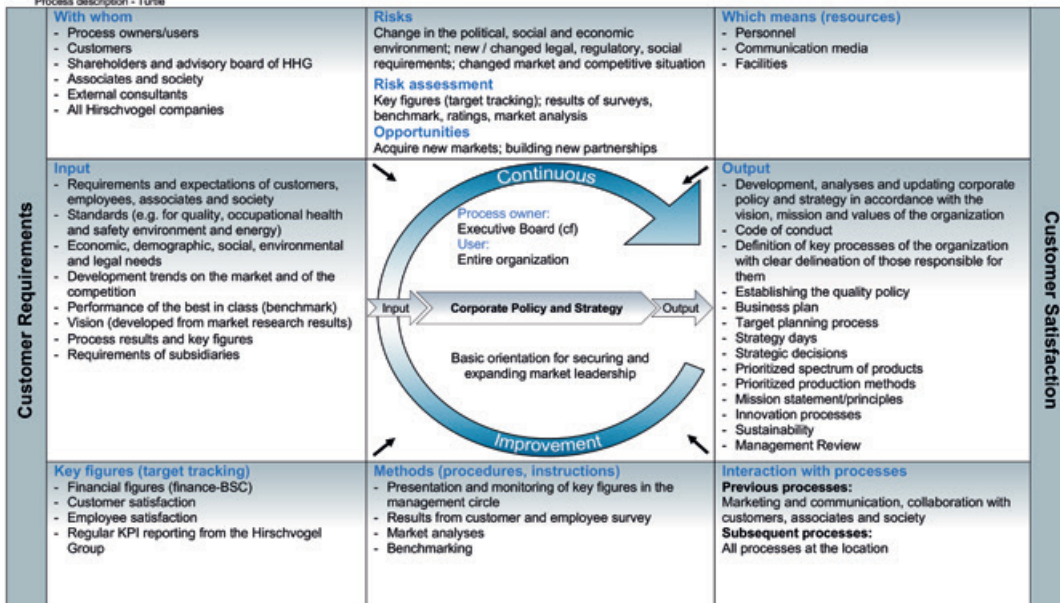 Process description - Turtle
With whom
- Process owners/users
- Customers
- Shareholders and advisory board of HHG
- Associates and society
- External consultants
- All Hirschvogel companies
Risks
Change in the political, social and economic
environment; new / changed legal, regulatory, social
requirements; changed market and competitive situation
Risk assessment
Key figures (target tracking); results of surveys,
benchmark, ratings, market analysis
Opportunities
Acquire new markets; building new partnerships
Which means (resources)
- Personnel
- Communication media
- Facilities
Customer Requirements
Input
- Requirements and expectations of customers,
employees, associates and society
- Standards (e.g. for quality, occupational health
and safety environment and energy)
- Economic, demographic, social, environmental
and legal needs
- Development trends on the market and of the
competition
- Performance of the best in class (benchmark)
- Vision (developed from market research results)
- Process results and key figures
- Requirements of subsidiaries
Continuous
Process owner:
Executive Board (cf)
User:
Entire organization
Input
Corporate Policy and Strategy
Output
Basic orientation for securing and
expanding market leadership
Improvement
Output
- Development, analyses and updating corporate
policy and strategy in accordance with the
vision, mission and values of the organization
- Code of conduct
- Definition of key processes of the organization
with clear delineation of those responsible for
them
- Establishing the quality policy
- Business plan
- Target planning process
- Strategy days
- Strategic decisions
- Prioritized spectrum of products
- Prioritized production methods
- Mission statement/principles
- Innovation processes
- Sustainability
- Management Review
Customer Satisfaction
Key figures (target tracking)
- Financial figures (finance-BSC)
- Customer satisfaction
- Employee satisfaction
- Regular KPI reporting from the Hirschvogel
Group
Methods (procedures, instructions)
- Presentation and monitoring of key figures in the
management circle
- Results from customer and employee survey
- Market analyses
- Benchmarking
Interaction with processes
Previous processes:
Marketing and communication, collaboration with
customers, associates and society
Subsequent processes:
All processes at the location